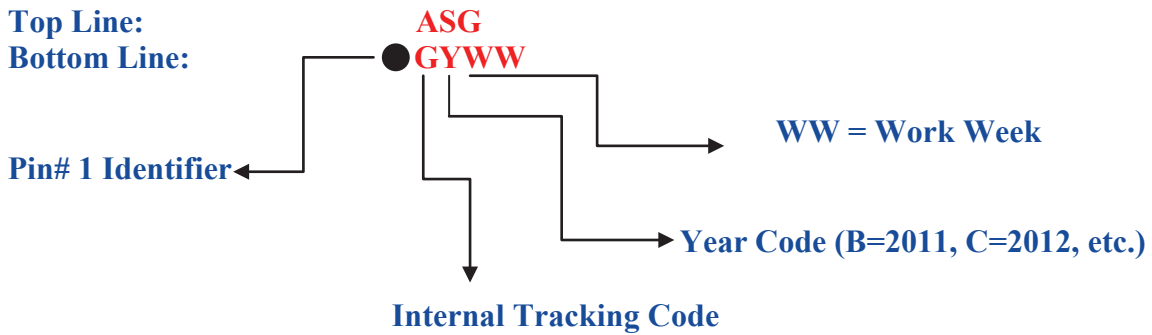 Top Line: ASG
Bottom Line: GYWW
WW = Work Week
Pin# 1 Identifier
Year Code (B=2011, C=2012, etc.)
Internal Tracking Code